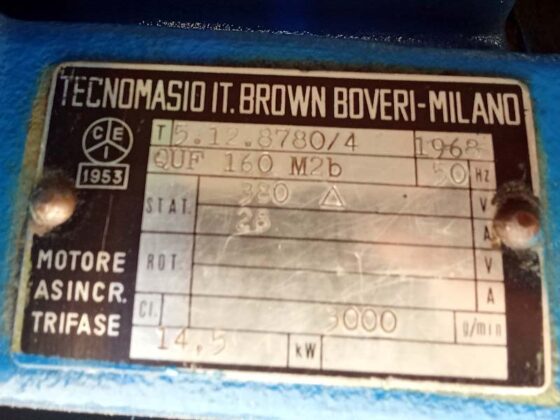 TECNOMASIO IT. BROWN BOVERI-MILANO
CEI
1953
T 5.12.8780/4 1968
QUF 160 M2b 50 Hz
STAT. 380 △ V
28 A
ROT. V
A
MOTORE
ASINCR.
TRIFASE
Cl. 3000 g/min
14,5 kW